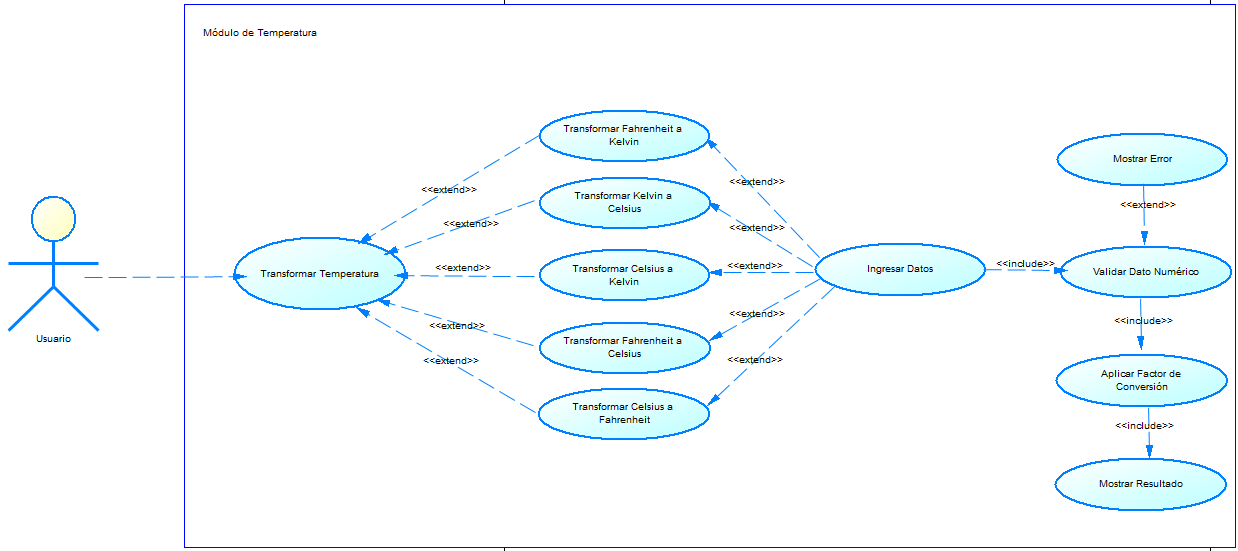 Módulo de Temperatura
Usuario
Transformar Temperatura
<<extend>>
<<extend>>
<<extend>>
<<extend>>
<<extend>>
Transformar Fahrenheit a
Kelvin
Transformar Kelvin a
Celsius
Transformar Celsius a
Kelvin
Transformar Fahrenheit a
Celsius
Transformar Celsius a
Fahrenheit
<<extend>>
<<extend>>
<<extend>>
<<extend>>
<<extend>>
Ingresar Datos
<<include>>
Mostrar Error
<<extend>>
Validar Dato Numérico
<<include>>
Aplicar Factor de
Conversión
<<include>>
Mostrar Resultado